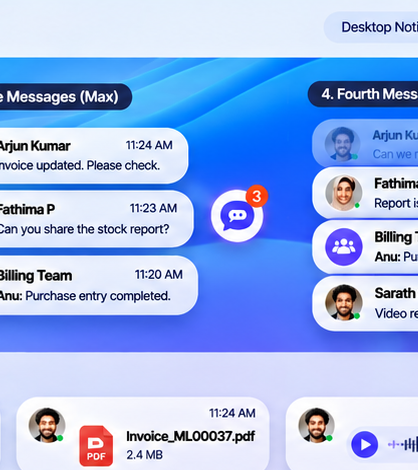 Desktop Noti
e Messages (Max)
Arjun Kumar 11:24 AM
nvoice updated. Please check.
Fathima P 11:23 AM
Can you share the stock report?
Billing Team 11:20 AM
Anu: Purchase entry completed.
3
4. Fourth Mess
Arjun Ku
Can we r
Fathima
Report is
Billing T
Anu: Pu
Sarath
Video re
11:24 AM
PDF
Invoice_ML00037.pdf
2.4 MB